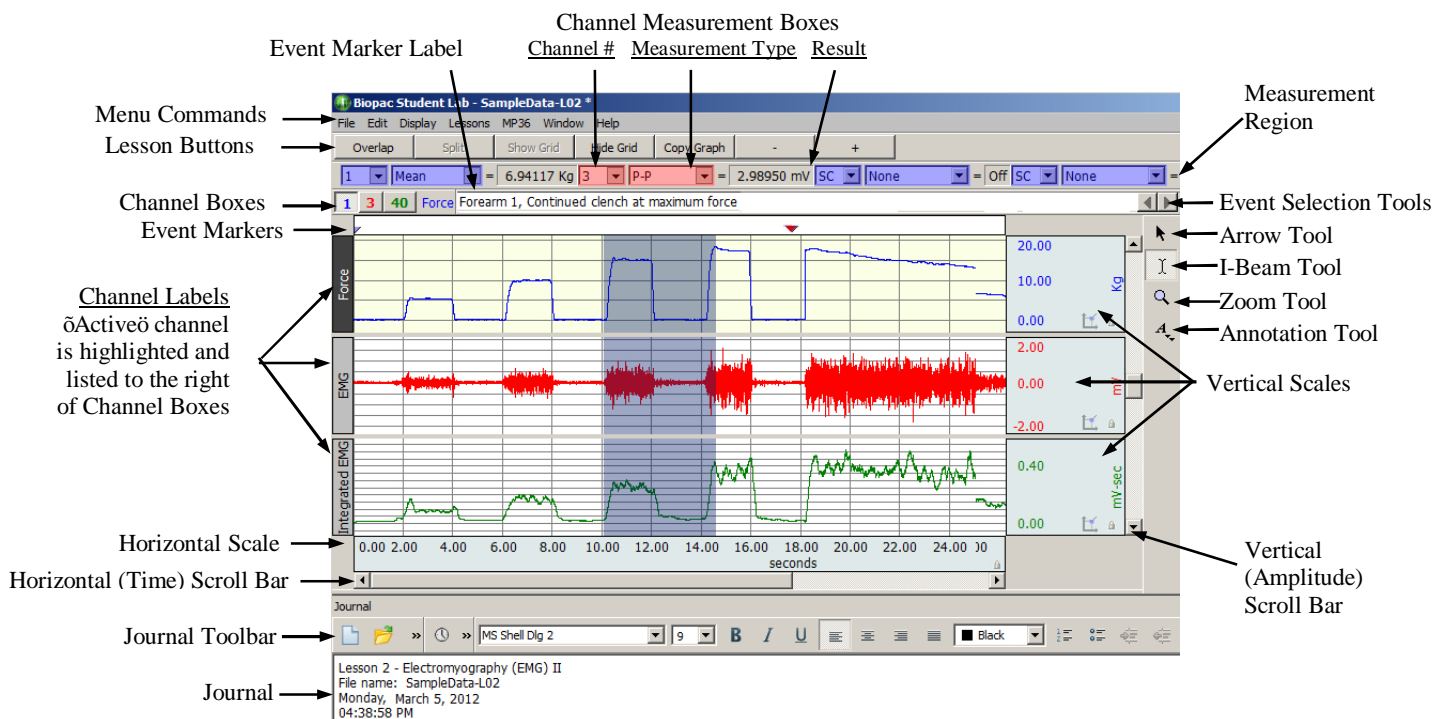 Channel Measurement Boxes
Event Marker Label
Channel # Measurement Type Result
Menu Commands
Lesson Buttons
Measurement
Region
Biopac Student Lab - SampleData-L02 *
File Edit Display Lessons MP36 Window Help
Overlap Split Show Grid Hide Grid Copy Graph - +
1 Mean = 6.94117 Kg 3 P-P = 2.98950 mV SC None = Off SC None =
Channel Boxes
1 3 40 Force Forearm 1, Continued clench at maximum force
Event Selection Tools
Event Markers
Arrow Tool
I-Beam Tool
Zoom Tool
A
Annotation Tool
Channel Labels
õActiveö channel
is highlighted and
listed to the right
of Channel Boxes
Force
20.00
10.00
0.00
Kg
EMG
2.00
0.00
-2.00
mV
Vertical Scales
Integrated EMG
0.40
0.00
mV-sec
Horizontal Scale
0.00 2.00 4.00 6.00 8.00 10.00 12.00 14.00 16.00 18.00 20.00 22.00 24.00 00
seconds
Horizontal (Time) Scroll Bar
Vertical
(Amplitude)
Scroll Bar
Journal
Journal Toolbar
» » MS Shell Dlg 2 9 B I U Black
Journal
Lesson 2 - Electromyography (EMG) II
File name: SampleData-L02
Monday, March 5, 2012
04:38:58 PM